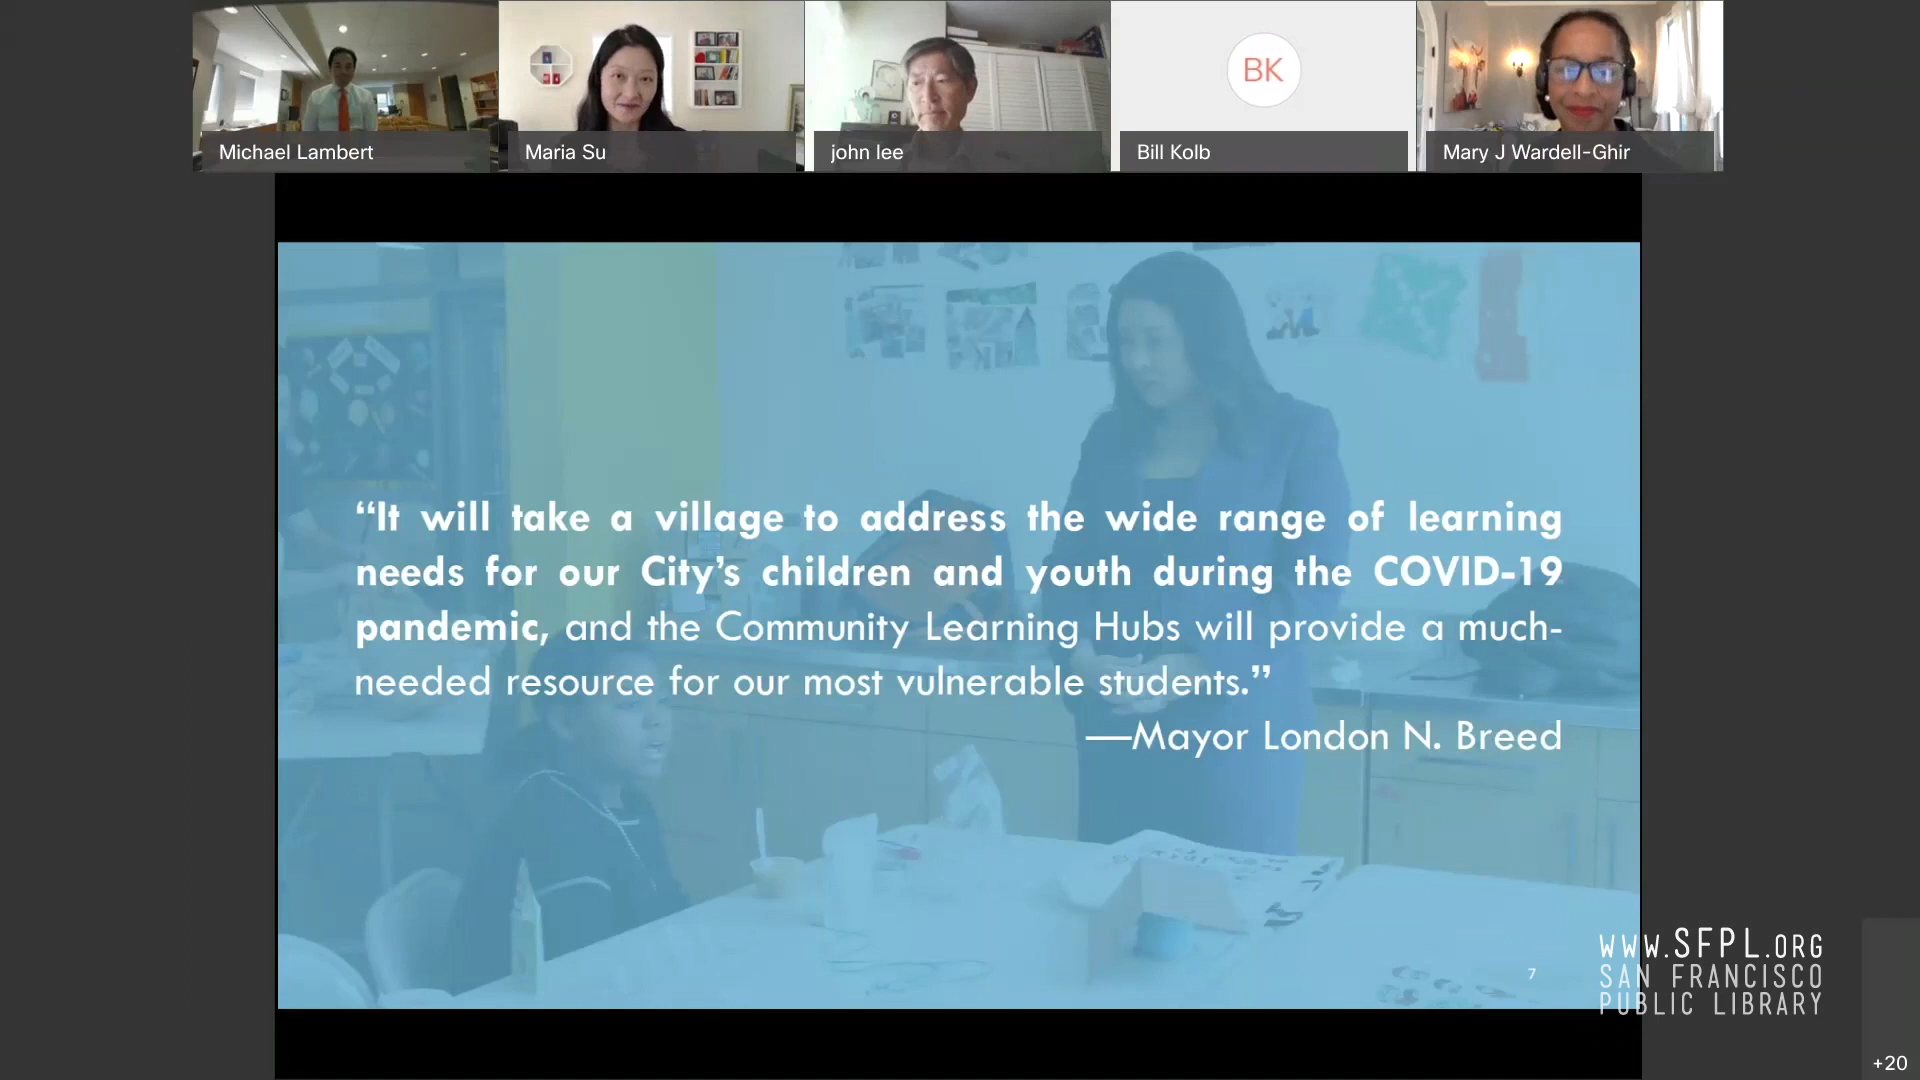 Michael Lambert
Maria Su
john lee
BK
Bill Kolb
Mary J Wardell-Ghir
“It will take a village to address the wide range of learning
needs for our City’s children and youth during the COVID-19
pandemic, and the Community Learning Hubs will provide a much-
needed resource for our most vulnerable students.”
—Mayor London N. Breed
7
WWW.SFPL.ORG
SAN FRANCISCO
PUBLIC LIBRARY
+20